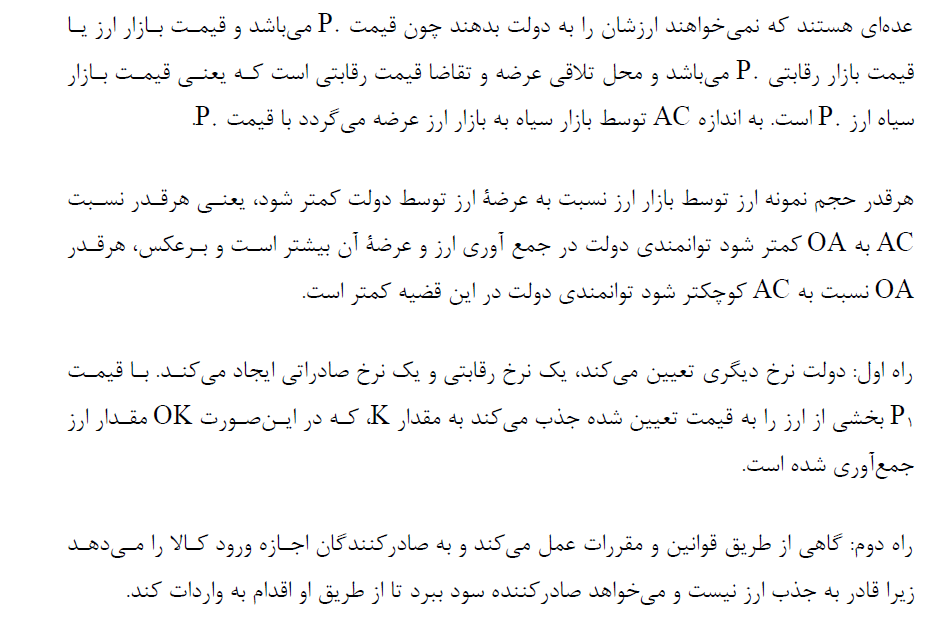 عده‌ای هستند که نمی‌خواهند ارزشان را به دولت بدهند چون قیمت P.‎ می‌باشد و قیمت بازار ارز یا
قیمت بازار رقابتی P.‎ می‌باشد و محل تلاقی عرضه و تقاضا قیمت رقابتی است که یعنی قیمت بازار
سیاه ارز P.‎ است. به اندازه AC توسط بازار سیاه به بازار ارز عرضه می‌گردد با قیمت P.‎.
هرقدر حجم نمونه ارز توسط بازار ارز نسبت به عرضهٔ ارز توسط دولت کمتر شود، یعنی هرقدر نسبت
AC به OA کمتر شود توانمندی دولت در جمع آوری ارز و عرضهٔ آن بیشتر است و برعکس، هرقدر
OA نسبت به AC کوچکتر شود توانمندی دولت در این قضیه کمتر است.
راه اول: دولت نرخ دیگری تعیین می‌کند، یک نرخ رقابتی و یک نرخ صادراتی ایجاد می‌کند. با قیمت
P۱ بخشی از ارز را به قیمت تعیین شده جذب می‌کند به مقدار K، که در این‌صورت OK مقدار ارز
جمع‌آوری شده است.
راه دوم: گاهی از طریق قوانین و مقررات عمل می‌کند و به صادرکنندگان اجازه ورود کالا را می‌دهد
زیرا قادر به جذب ارز نیست و می‌خواهد صادرکننده سود ببرد تا از طریق او اقدام به واردات کند.